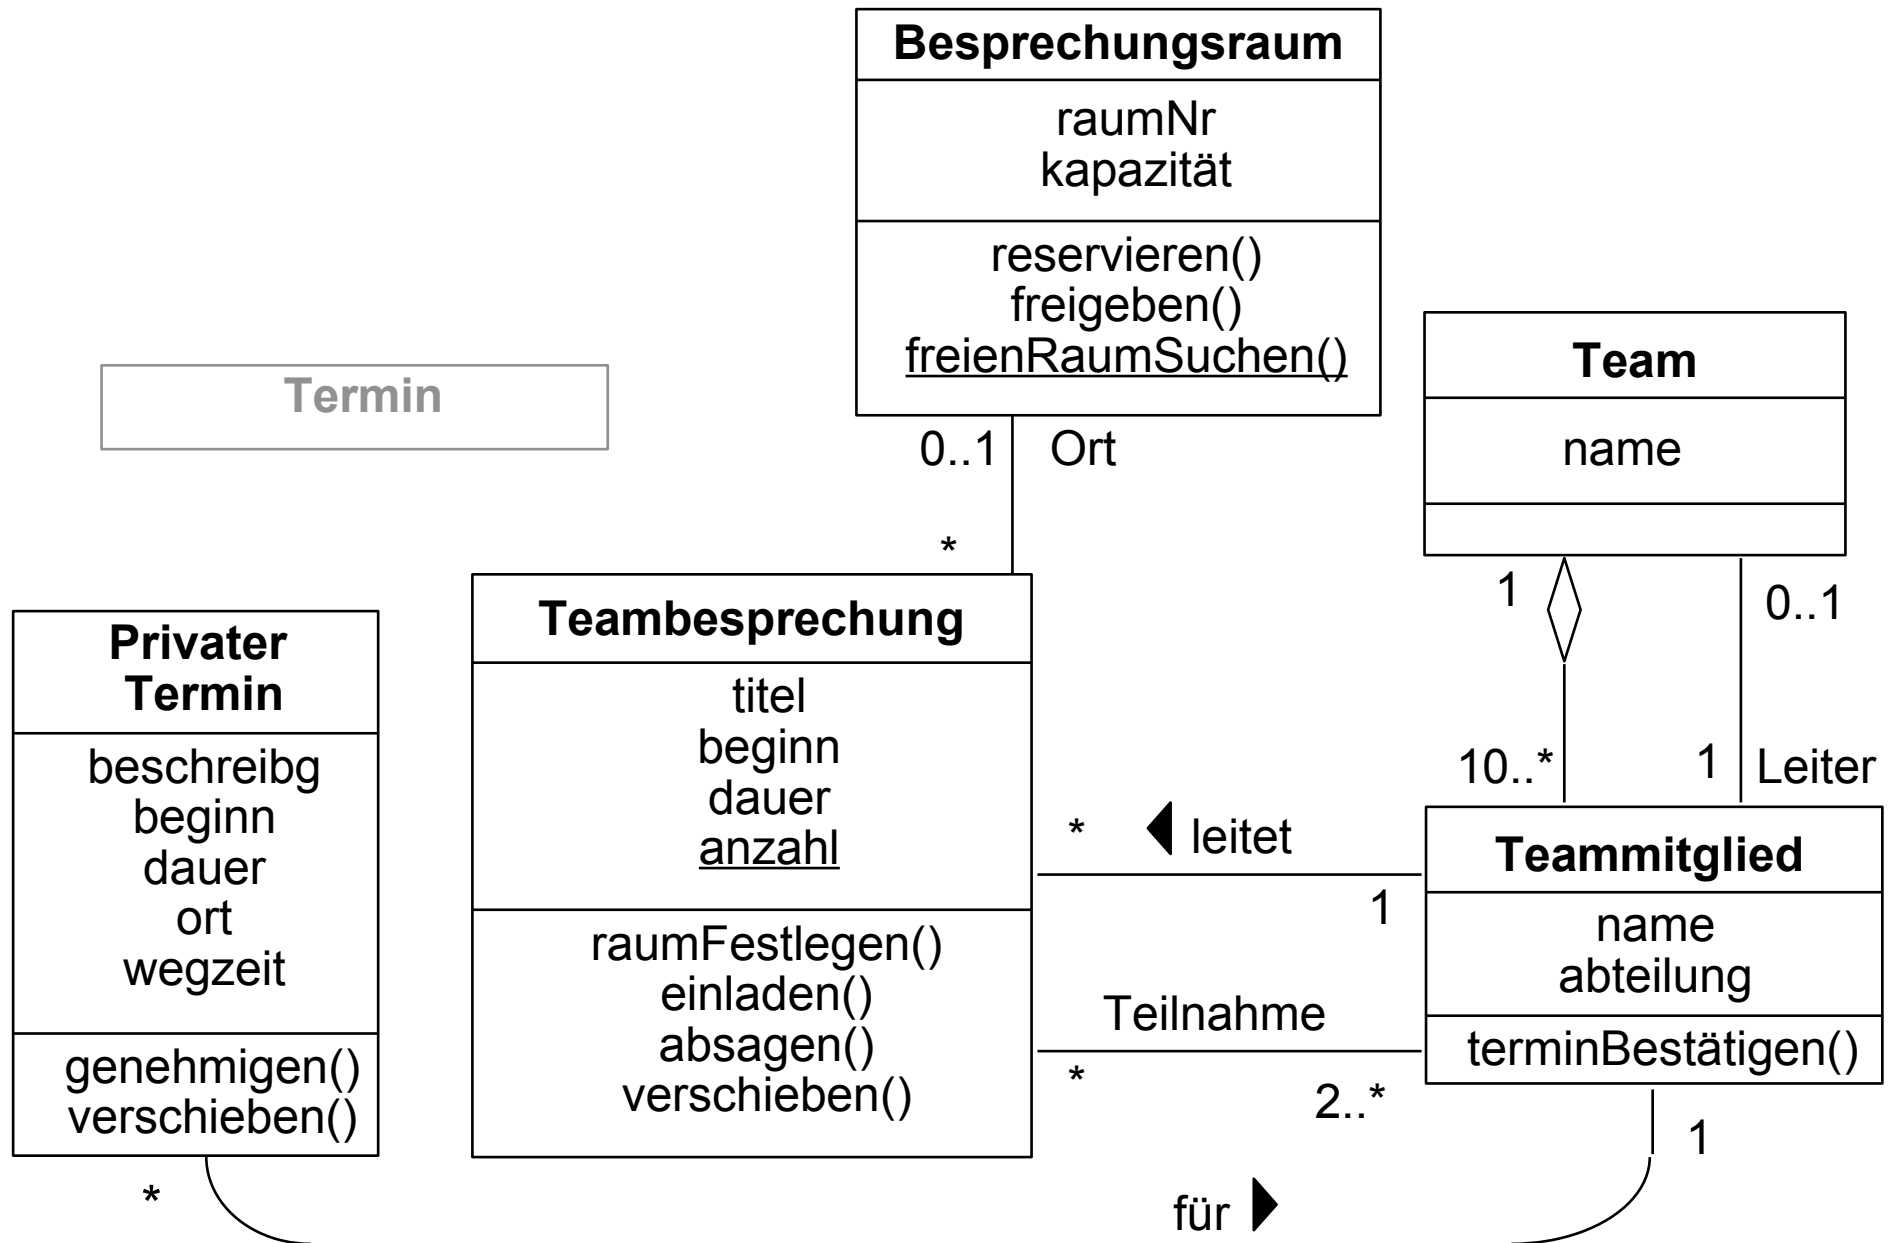 Besprechungsraum
raumNr
kapazität
reservieren()
freigeben()
freienRaumSuchen()
Termin
Team
name
0..1 Ort
*
1
0..1
10..*
1 Leiter
Privater
Termin
beschreibg
beginn
dauer
ort
wegzeit
genehmigen()
verschieben()
Teambesprechung
titel
beginn
dauer
anzahl
raumFestlegen()
einladen()
absagen()
verschieben()
* ◀ leitet
1
Teilnahme
*
2..*
Teammitglied
name
abteilung
terminBestätigen()
1
*
für ▶